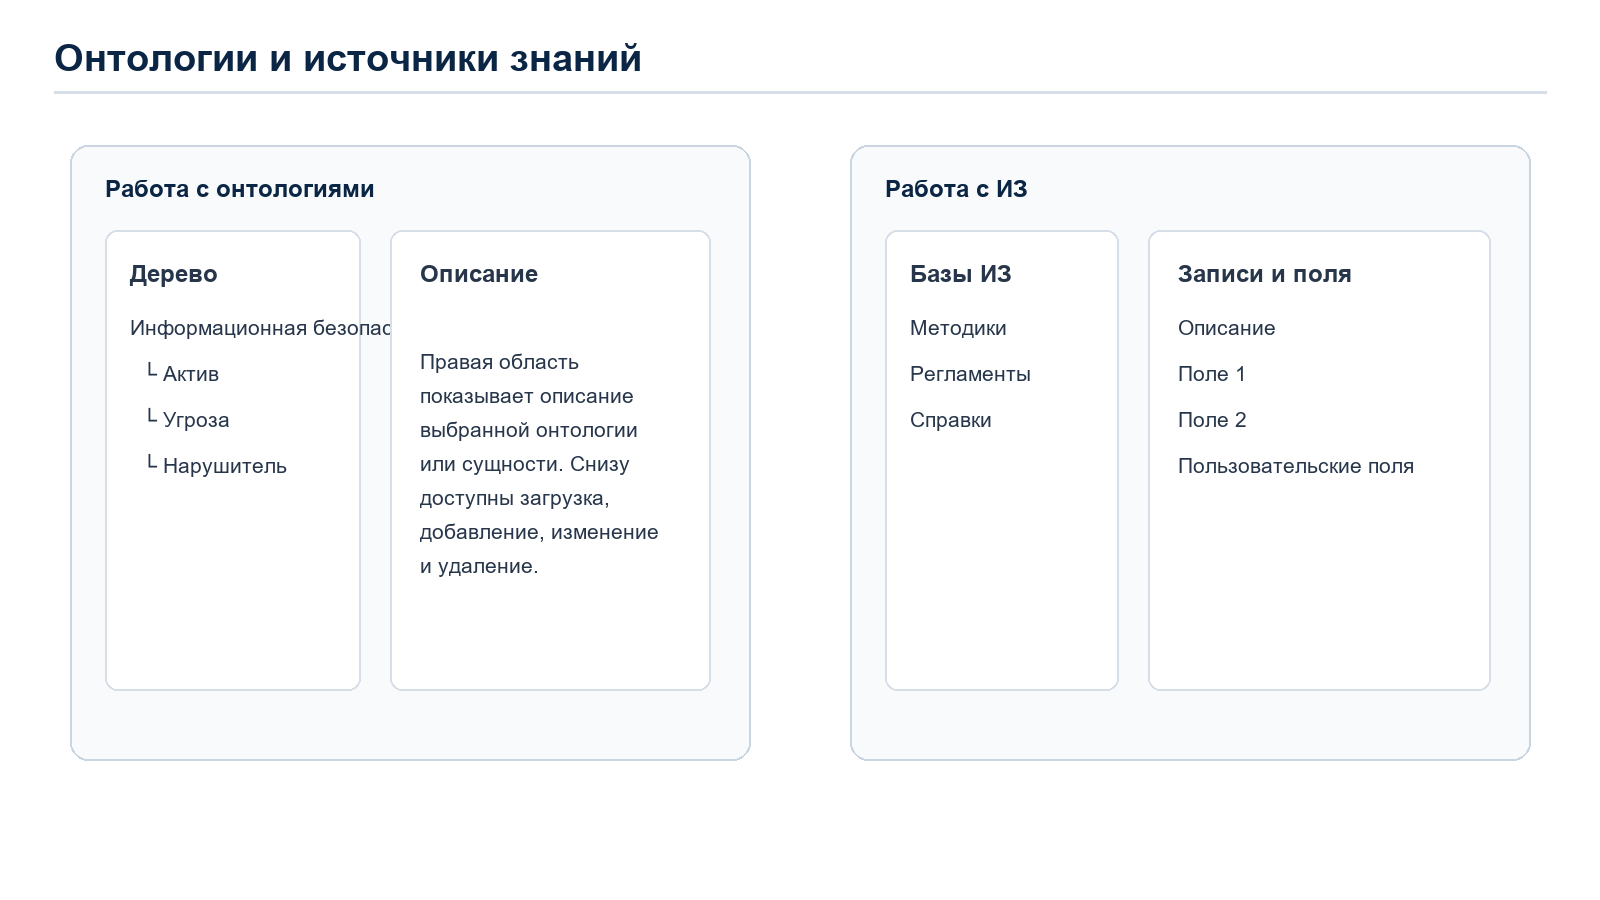 Онтологии и источники знаний
Работа с онтологиями
Дерево
Информационная безопас
└ Актив
└ Угроза
└ Нарушитель
Описание
Правая область
показывает описание
выбранной онтологии
или сущности. Снизу
доступны загрузка,
добавление, изменение
и удаление.
Работа с ИЗ
Базы ИЗ
Методики
Регламенты
Справки
Записи и поля
Описание
Поле 1
Поле 2
Пользовательские поля